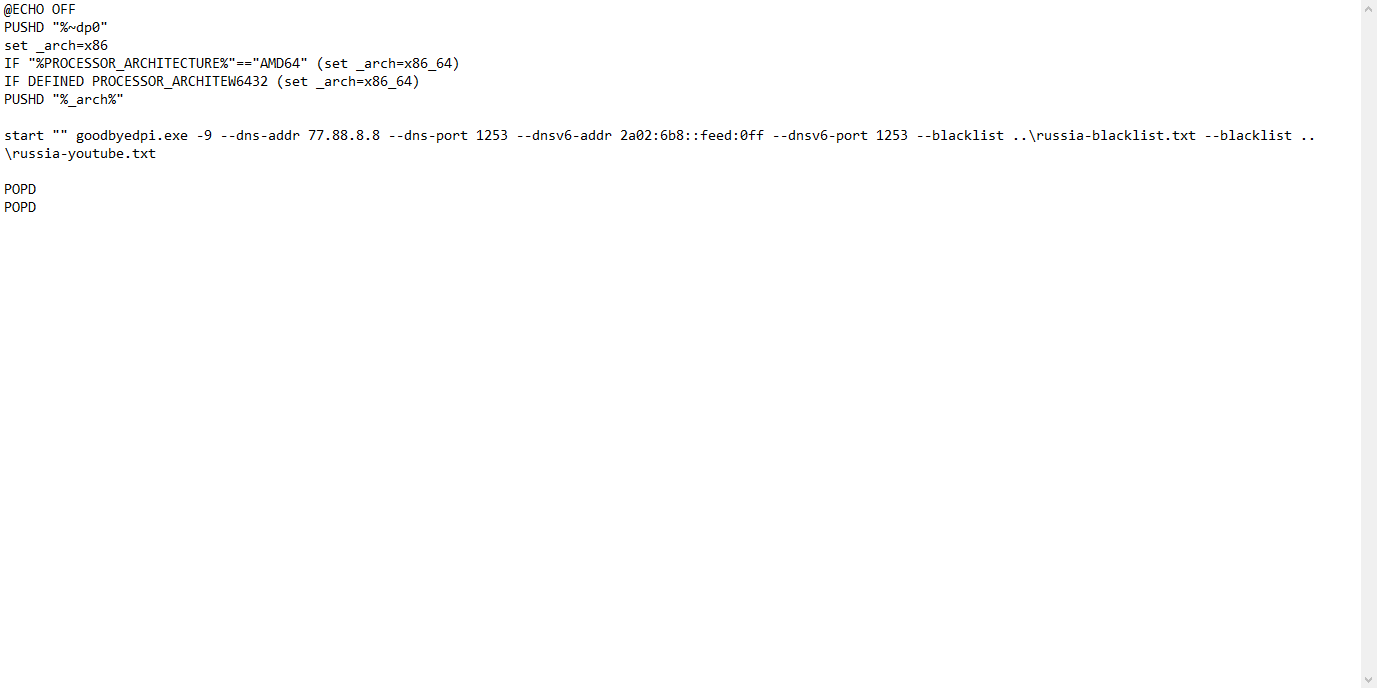 @ECHO OFF
PUSHD "%~dp0"
set _arch=x86
IF "%PROCESSOR_ARCHITECTURE%"=="AMD64" (set _arch=x86_64)
IF DEFINED PROCESSOR_ARCHITEW6432 (set _arch=x86_64)
PUSHD "%_arch%"
start "" goodbyedpi.exe -9 --dns-addr 77.88.8.8 --dns-port 1253 --dnsv6-addr 2a02:6b8::feed:0ff --dnsv6-port 1253 --blacklist ..\russia-blacklist.txt --blacklist ..
\russia-youtube.txt
POPD
POPD